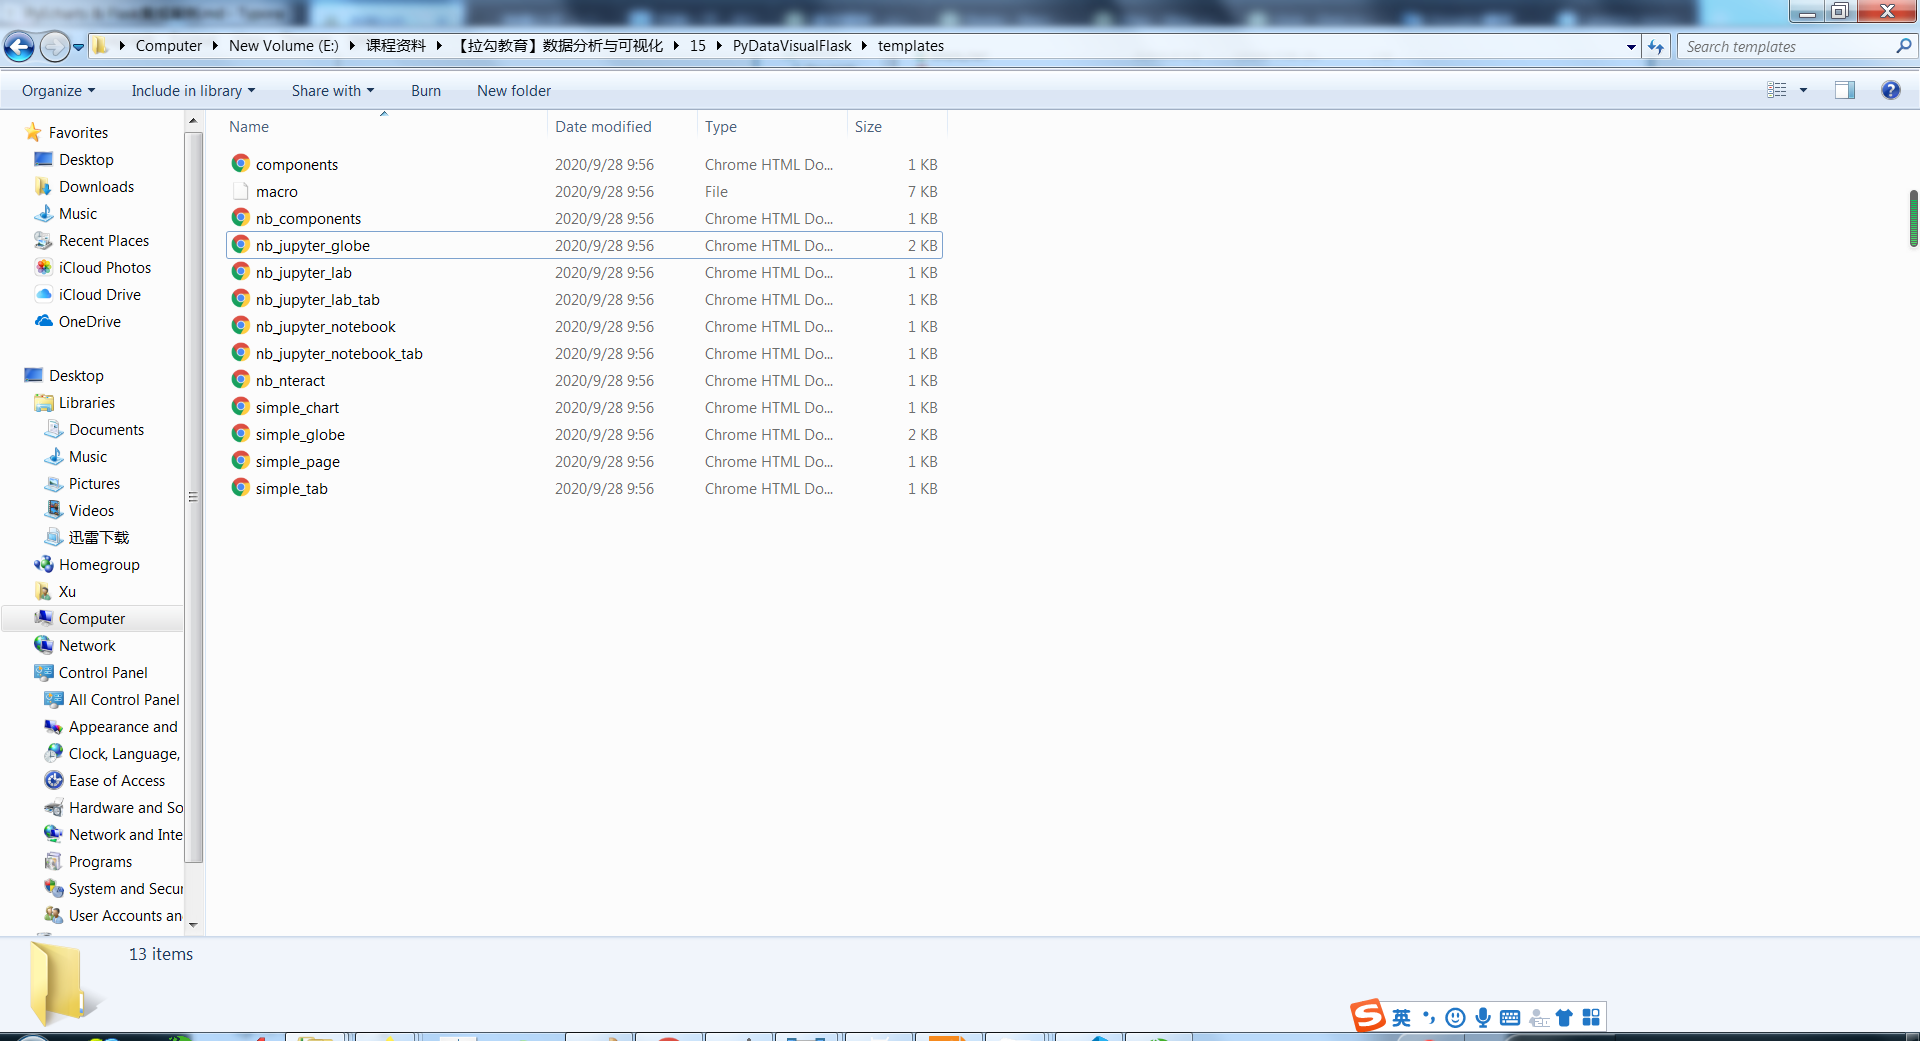 Computer New Volume (E:) 课程资料 【拉勾教育】数据分析与可视化 15 PyDataVisualFlask templates
Search templates
Organize Include in library Share with Burn New folder
Favorites
Desktop
Downloads
Music
Recent Places
iCloud Photos
iCloud Drive
OneDrive
Desktop
Libraries
Documents
Music
Pictures
Videos
迅雷下载
Homegroup
Xu
Computer
Network
Control Panel
All Control Panel
Appearance and
Clock, Language,
Ease of Access
Hardware and So
Network and Inte
Programs
System and Secur
User Accounts an
Name Date modified Type Size
components 2020/9/28 9:56 Chrome HTML Do... 1 KB
macro 2020/9/28 9:56 File 7 KB
nb_components 2020/9/28 9:56 Chrome HTML Do... 1 KB
nb_jupyter_globe 2020/9/28 9:56 Chrome HTML Do... 2 KB
nb_jupyter_lab 2020/9/28 9:56 Chrome HTML Do... 1 KB
nb_jupyter_lab_tab 2020/9/28 9:56 Chrome HTML Do... 1 KB
nb_jupyter_notebook 2020/9/28 9:56 Chrome HTML Do... 1 KB
nb_jupyter_notebook_tab 2020/9/28 9:56 Chrome HTML Do... 1 KB
nb_nteract 2020/9/28 9:56 Chrome HTML Do... 1 KB
simple_chart 2020/9/28 9:56 Chrome HTML Do... 1 KB
simple_globe 2020/9/28 9:56 Chrome HTML Do... 2 KB
simple_page 2020/9/28 9:56 Chrome HTML Do... 1 KB
simple_tab 2020/9/28 9:56 Chrome HTML Do... 1 KB
13 items
英